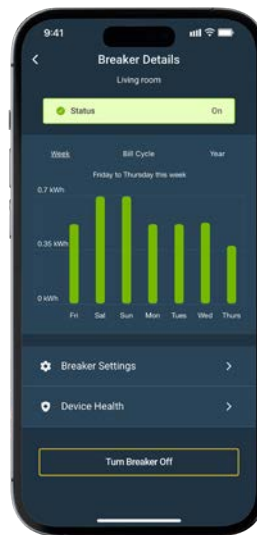 9:41
Breaker Details
Living room
Status On
Week Bill Cycle Year
Friday to Thursday this week
0.7 kWh
0.35 kWh
0 kWh
Fri Sat Sun Mon Tues Wed Thurs
Breaker Settings
Device Health
Turn Breaker Off